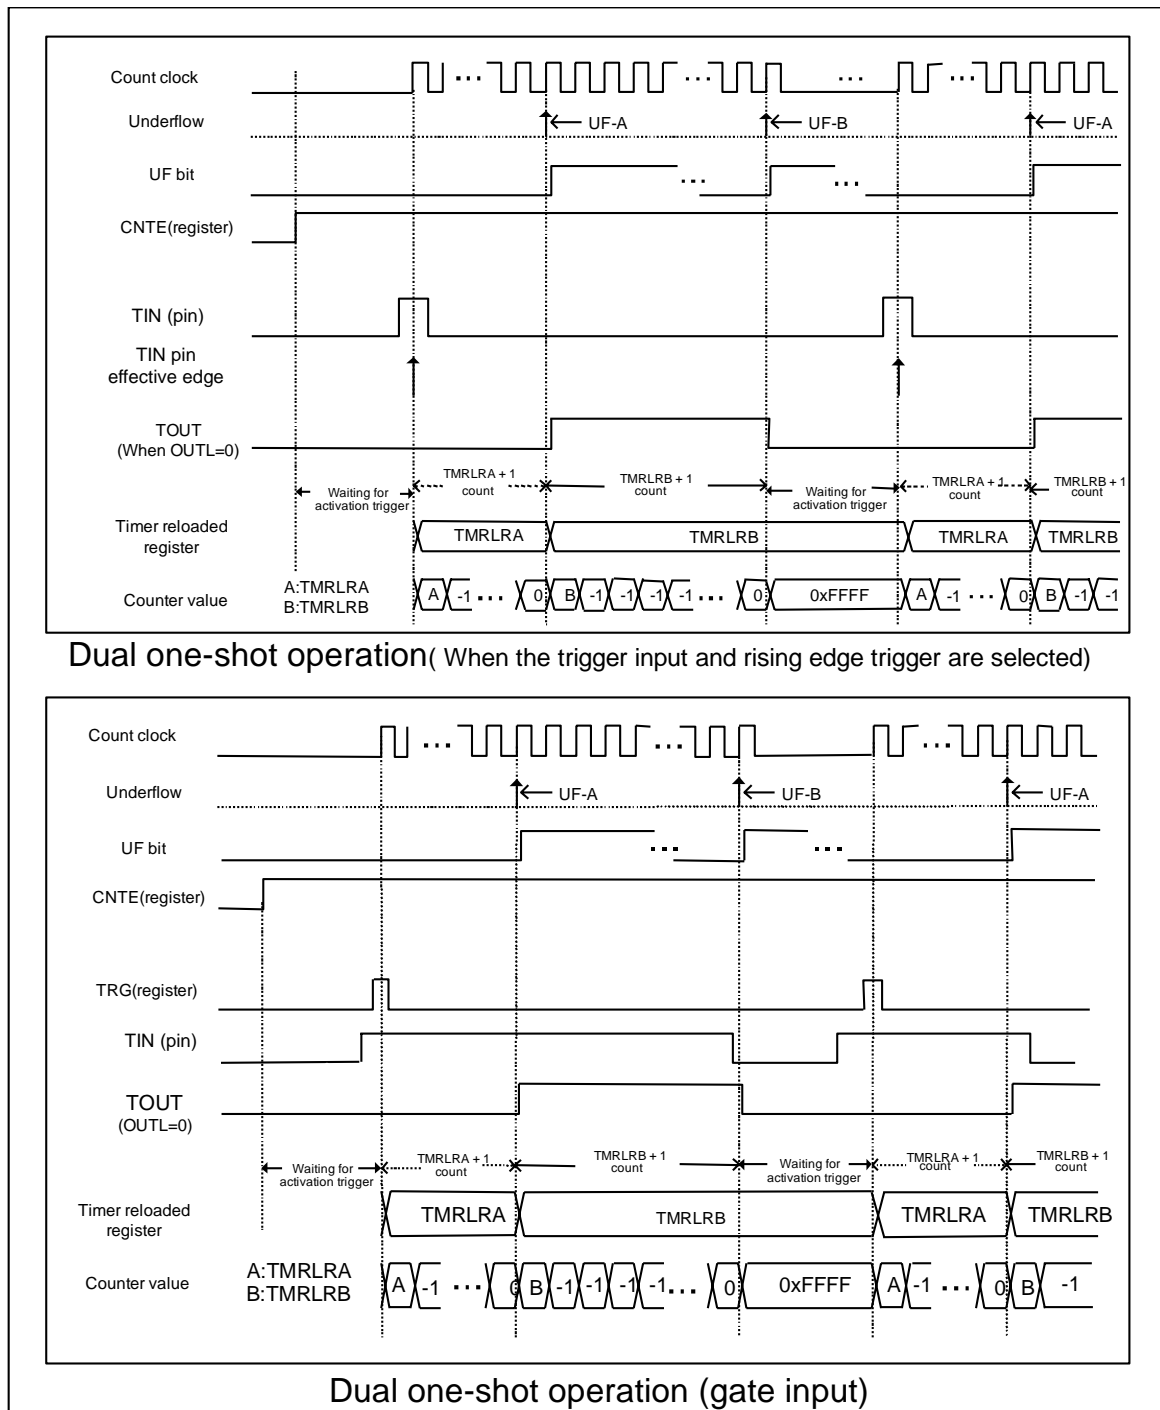 Count clock
...
...
...
...
Underflow
UF-A
UF-B
UF-A
UF bit
...
...
CNTE(register)
TIN (pin)
TIN pin
effective edge
TOUT
(When OUTL=0)
Waiting for
activation trigger
TMRLRA + 1
count
TMRLRB + 1
count
Waiting for
activation trigger
TMRLRA + 1
count
TMRLRB + 1
count
Timer reloaded
register
TMRLRA
TMRLRB
TMRLRA
TMRLRB
Counter value
A:TMRLRA
B:TMRLRB
A -1 ... 0 B -1 -1 -1 -1 ... 0 0xFFFF A -1 ... 0 B -1 -1
Dual one-shot operation( When the trigger input and rising edge trigger are selected)
Count clock
...
...
...
Underflow
UF-A
UF-B
UF-A
UF bit
...
...
CNTE(register)
TRG(register)
TIN (pin)
TOUT
(OUTL=0)
Waiting for
activation trigger
TMRLRA + 1
count
TMRLRB + 1
count
Waiting for
activation trigger
TMRLRA + 1
count
TMRLRB + 1
count
Timer reloaded
register
TMRLRA
TMRLRB
TMRLRA
TMRLRB
Counter value
A:TMRLRA
B:TMRLRB
A -1 ... 0 B -1 -1 -1 -1 ... 0 0xFFFF A -1 ... 0 B -1
Dual one-shot operation (gate input)